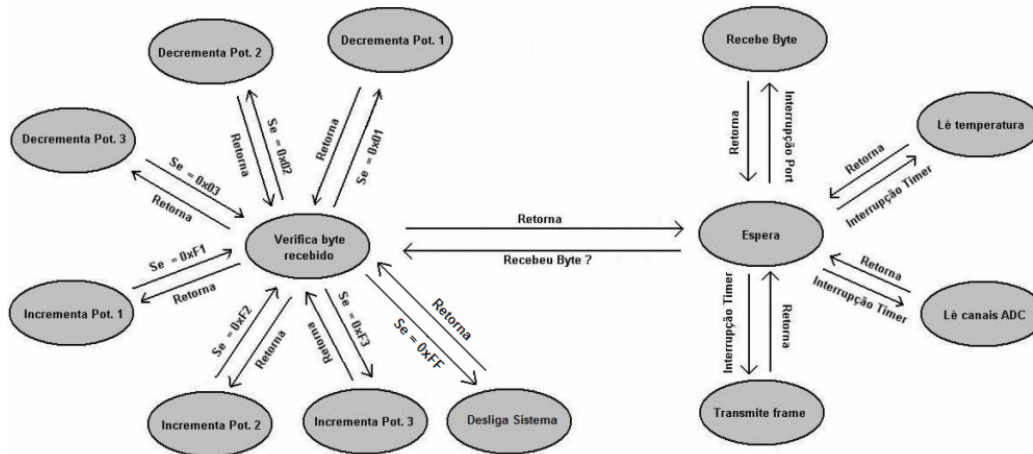 Decrementa Pot. 2
Decrementa Pot. 1
Recebe Byte
Decrementa Pot. 3
Lè temperatura
Retorna
Se = 0x02
Retorna
Se = 0x01
Retorna
Interrupção Port
Retorna
Interrupção Timer
Se = 0x03
Retorna
Verifica byte
recebido
Retorna
Recebeu Byte ?
Espera
Se = 0xF1
Retorna
Incrementa Pot. 1
Retorna
Interrupção Timer
Lè canais ADC
Se = 0xF2
Retorna
Se = 0xF3
Retorna
Retorna
Se = 0xFF
Interrupção Timer
Retorna
Incrementa Pot. 2
Incrementa Pot. 3
Desliga Sistema
Transmite frame